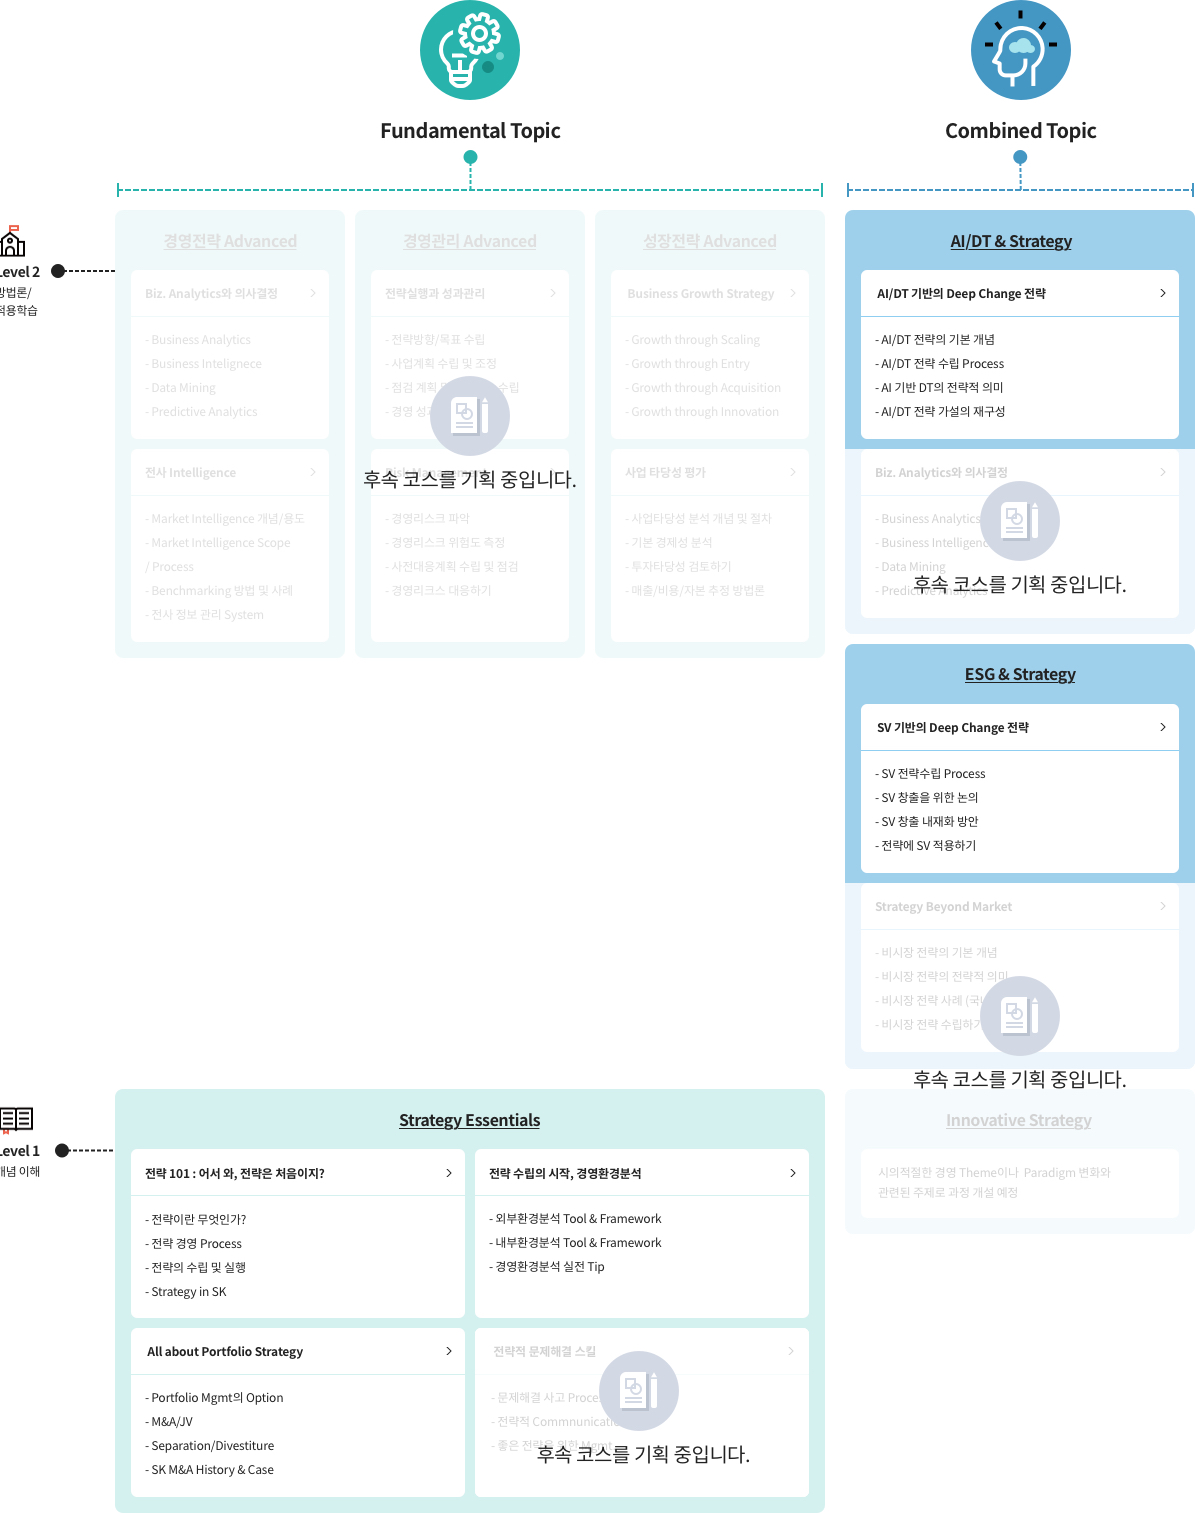 Fundamental Topic
Combined Topic
Level 2
방법론/
적용학습
경영전략 Advanced
Biz. Analytics와 의사결정
- Business Analytics
- Business Intelignece
- Data Mining
- Predictive Analytics
전사 Intelligence
- Market Intelligence 개념/용도
- Market Intelligence Scope
/ Process
- Benchmarking 방법 및 사례
- 전사 정보 관리 System
경영관리 Advanced
전략실행과 성과관리
- 전략방향/목표 수립
- 사업계획 수립 및 조정
- 점검 계획 수립
- 경영
Risk Management
후속 코스를 기획 중입니다.
- 경영리스크 파악
- 경영리스크 위험도 측정
- 사전대응계획 수립 및 점검
- 경영리크스 대응하기
성장전략 Advanced
Business Growth Strategy
- Growth through Scaling
- Growth through Entry
- Growth through Acquisition
- Growth through Innovation
사업 타당성 평가
- 사업타당성 분석 개념 및 절차
- 기본 경제성 분석
- 투자타당성 검토하기
- 매출/비용/자본 추정 방법론
AI/DT & Strategy
AI/DT 기반의 Deep Change 전략
- AI/DT 전략의 기본 개념
- AI/DT 전략 수립 Process
- AI 기반 DT의 전략적 의미
- AI/DT 전략 가설의 재구성
Biz. Analytics와 의사결정
- Business Analytics
- Business
- Data Mining
- Predictive Analytics
후속 코스를 기획 중입니다.
ESG & Strategy
SV 기반의 Deep Change 전략
- SV 전략수립 Process
- SV 창출을 위한 논의
- SV 창출 내재화 방안
- 전략에 SV 적용하기
Strategy Beyond Market
- 비시장 전략의 기본 개념
- 비시장 전략의 전략적 의미
- 비시장 전략 사례
- 비시장 전략 수립하기
후속 코스를 기획 중입니다.
Level 1
개념 이해
Strategy Essentials
전략 101 : 어서 와, 전략은 처음이지?
- 전략이란 무엇인가?
- 전략 경영 Process
- 전략의 수립 및 실행
- Strategy in SK
전략 수립의 시작, 경영환경분석
- 외부환경분석 Tool & Framework
- 내부환경분석 Tool & Framework
- 경영환경분석 실전 Tip
All about Portfolio Strategy
- Portfolio Mgmt의 Option
- M&A/JV
- Separation/Divestiture
- SK M&A History & Case
전략적 문제해결 스킬
- 문제해결 사고
- 전략적
- 좋은 전략을 위한 Mgmt
후속 코스를 기획 중입니다.
Innovative Strategy
시의적절한 경영 Theme이나 Paradigm 변화와
관련된 주제로 과정 개설 예정